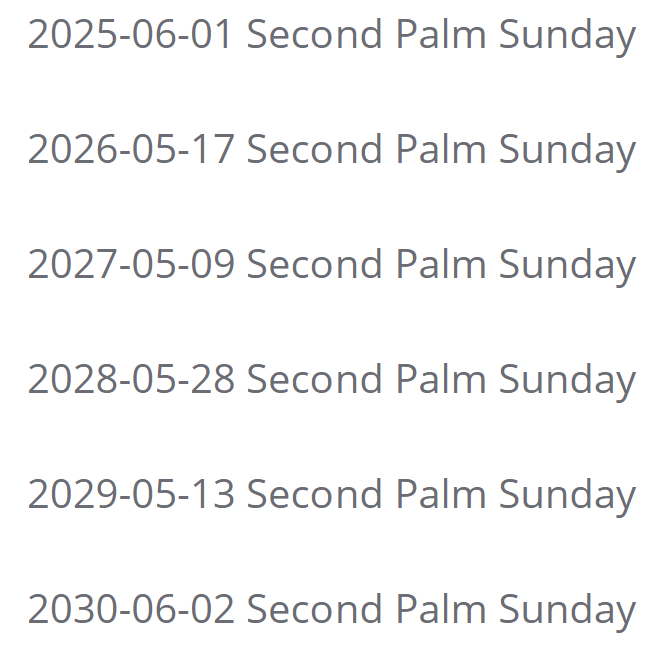 2025-06-01 Second Palm Sunday
2026-05-17 Second Palm Sunday
2027-05-09 Second Palm Sunday
2028-05-28 Second Palm Sunday
2029-05-13 Second Palm Sunday
2030-06-02 Second Palm Sunday